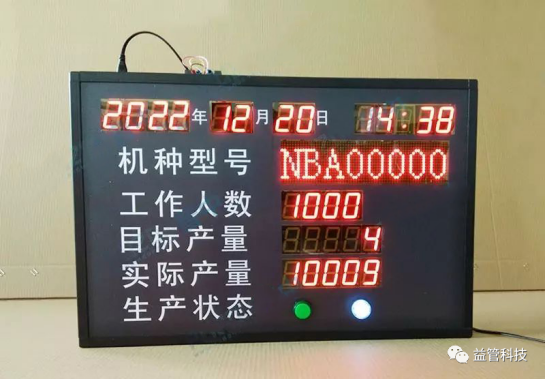 2022年12月20日 14:38
机种型号 NBA00000
工作人数 1000
目标产量 4
实际产量 10009
生产状态
益管科技